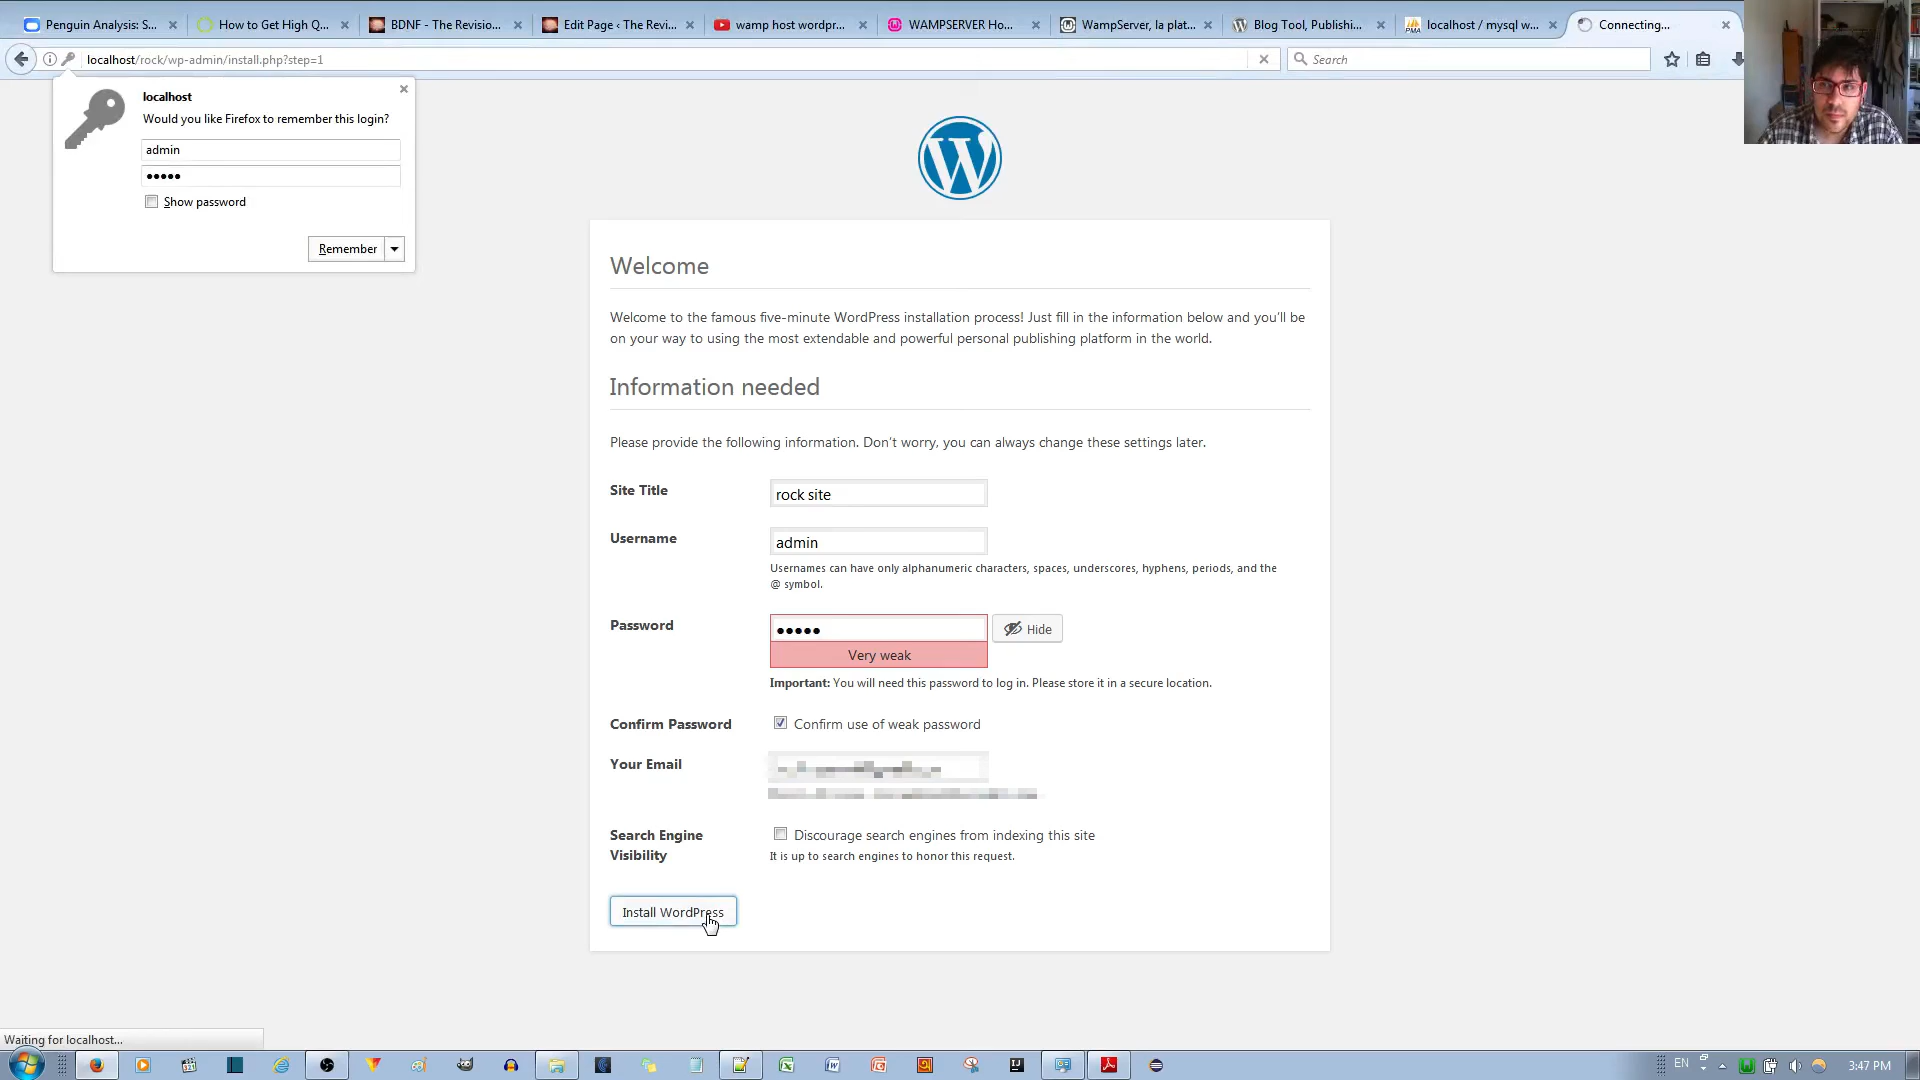 Penguin Analysis: S...
How to Get High Q...
BDNF - The Revisio...
Edit Page ‹ The Revi...
wamp host wordpr...
WAMPSERVER Ho...
WampServer, la plat...
Blog Tool, Publishi...
localhost / mysql w...
Connecting...
localhost/rock/wp-admin/install.php?step=1
Search
localhost
Would you like Firefox to remember this login?
admin
•••••
Show password
Remember
Welcome
Welcome to the famous five-minute WordPress installation process! Just fill in the information below and you'll be
on your way to using the most extendable and powerful personal publishing platform in the world.
Information needed
Please provide the following information. Don't worry, you can always change these settings later.
Site Title
rock site
Username
admin
Usernames can have only alphanumeric characters, spaces, underscores, hyphens, periods, and the
@ symbol.
Password
•••••
Hide
Very weak
Important: You will need this password to log in. Please store it in a secure location.
Confirm Password
Confirm use of weak password
Your Email
Search Engine
Visibility
Discourage search engines from indexing this site
It is up to search engines to honor this request.
Install WordPress
Waiting for localhost...
EN
3:47 PM